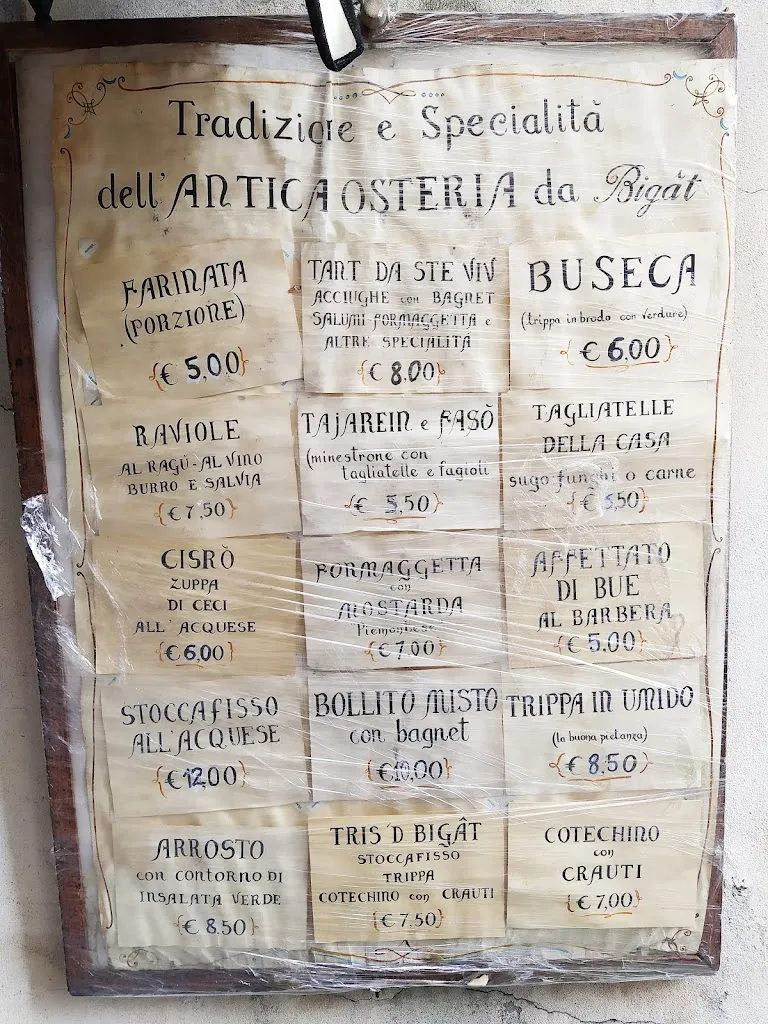 Tradizione e Specialità
dell'ANTICA OSTERIA da Bigât
FARINATA
(PORZIONE)
€ 5,00
TANT DA STE VIV
ACCIUGHE con BAGNET
SALUMI-FORMAGGETTA e
ALTRE SPECIALITÀ
€ 8.00
BUSECA
(trippa in brodo con verdure)
€ 6.00
RAVIOLE
AL RAGÙ-AL VINO
BURRO E SALVIA
€ 7,50
TAJAREIN e FASÒ
(minestrone con
tagliatelle e fagioli
€ 5,50
TAGLIATELLE
DELLA CASA
sugo funghi o carne
CISRÒ
ZUPPA
DI CECI
ALL'ACQUESE
€ 6,00
FORMAGGETTA
con
MOSTARDA
Piemontese
€ 7,00
AFFETTATO
DI BUE
AL BARBERA
€ 5.00
STOCCAFISSO
ALL'ACQUESE
€ 12,00
BOLLITO MISTO
con bagnet
€ 10,00
TRIPPA IN UMIDO
(la buona pietanza)
€ 8,50
ARROSTO
con contorno DI
INSALATA VERDE
€ 8.50
TRIS 'D BIGÂT
STOCCAFISSO
TRIPPA
COTECHINO con CRAUTI
€ 7,50
COTECHINO
con
CRAUTI
€ 7,00